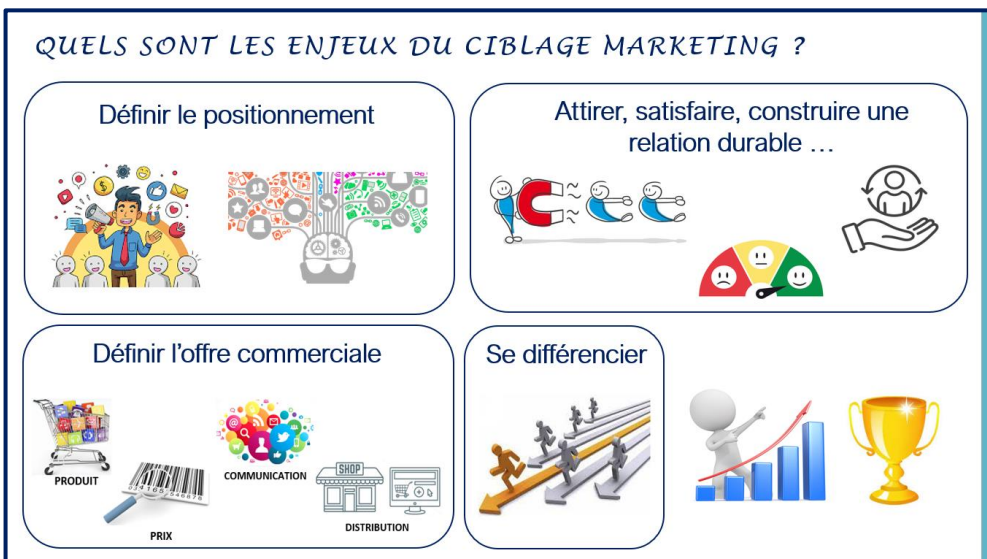 QUELS SONT LES ENJEUX DU CIBLAGE MARKETING ?
Définir le positionnement
Attirer, satisfaire, construire une
relation durable …
Définir l’offre commerciale
PRODUIT
PRIX
COMMUNICATION
SHOP
DISTRIBUTION
Se différencier